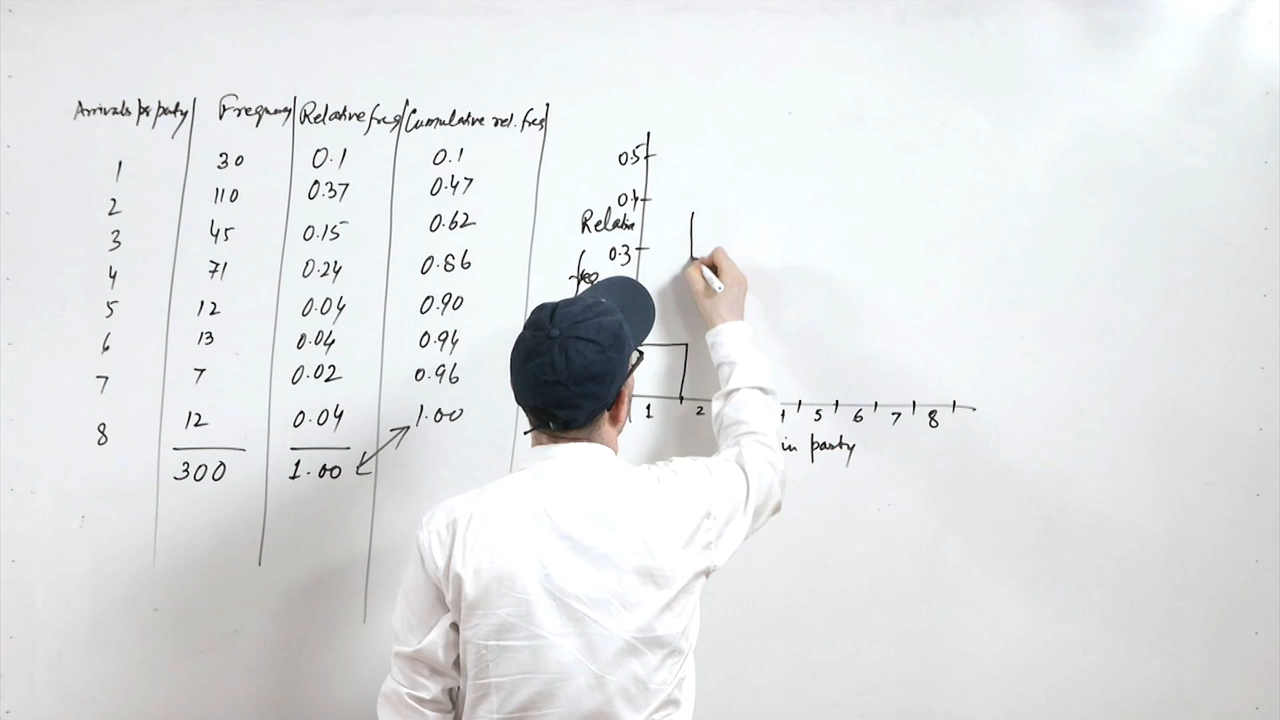 Arrivals per party Frequency Relative freq Cumulative rel. freq
1 30 0.1 0.1
2 110 0.37 0.47
3 45 0.15 0.62
4 71 0.24 0.86
5 12 0.04 0.90
6 13 0.04 0.94
7 7 0.02 0.96
8 12 0.04 1.00
300 1.00
0.5
0.4
Relative
0.3
freq
1 2 5 6 7 8
in party